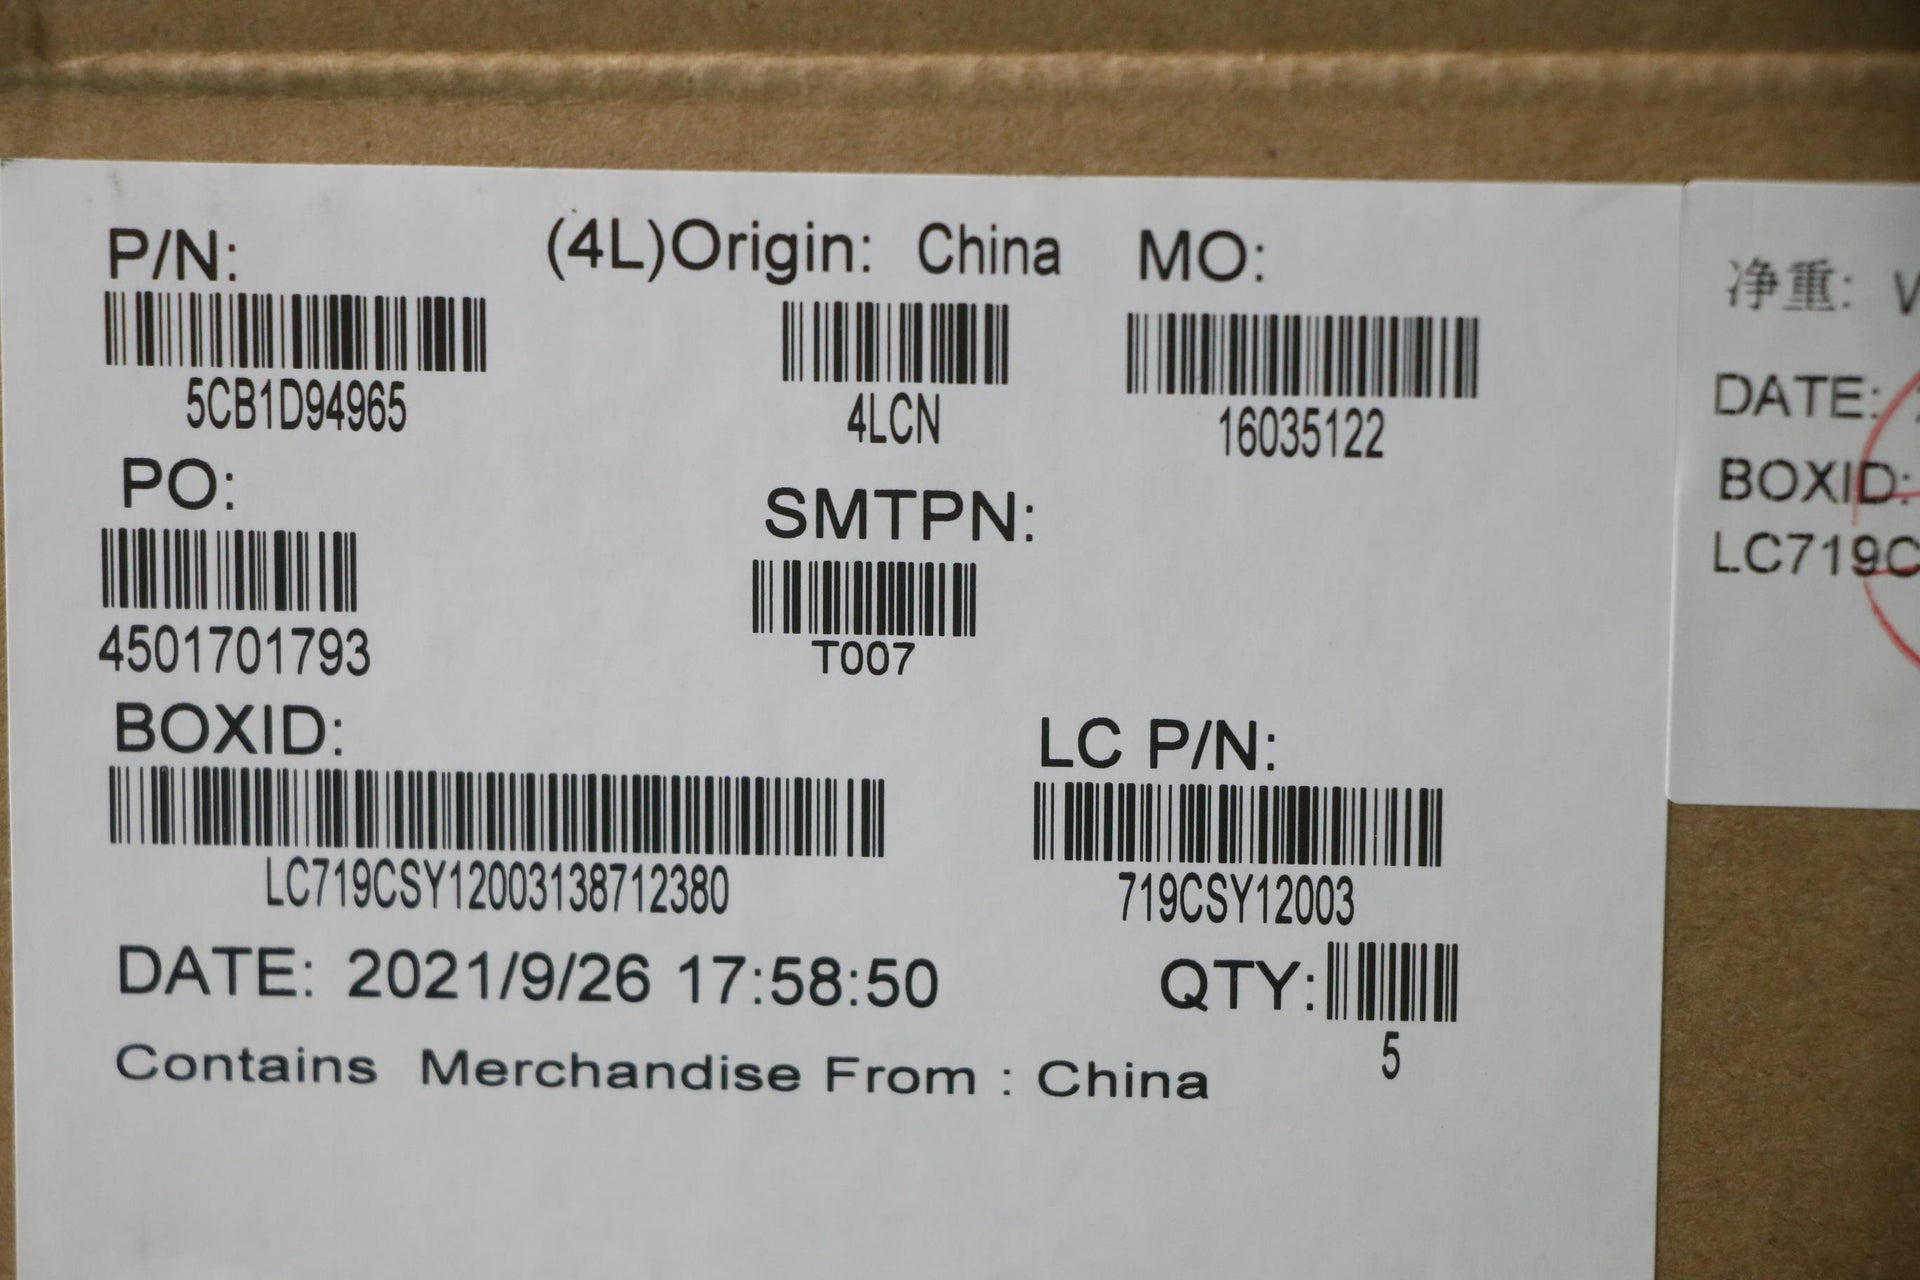 P/N:
(4L)Origin: China
MO:
5CB1D94965
4LCN
16035122
PO:
SMTPN:
4501701793
T007
BOXID:
LC P/N:
LC719CSY12003138712380
719CSY12003
DATE: 2021/9/26 17:58:50
QTY:
5
Contains Merchandise From : China
净重:
DATE:
BOXID:
LC719C